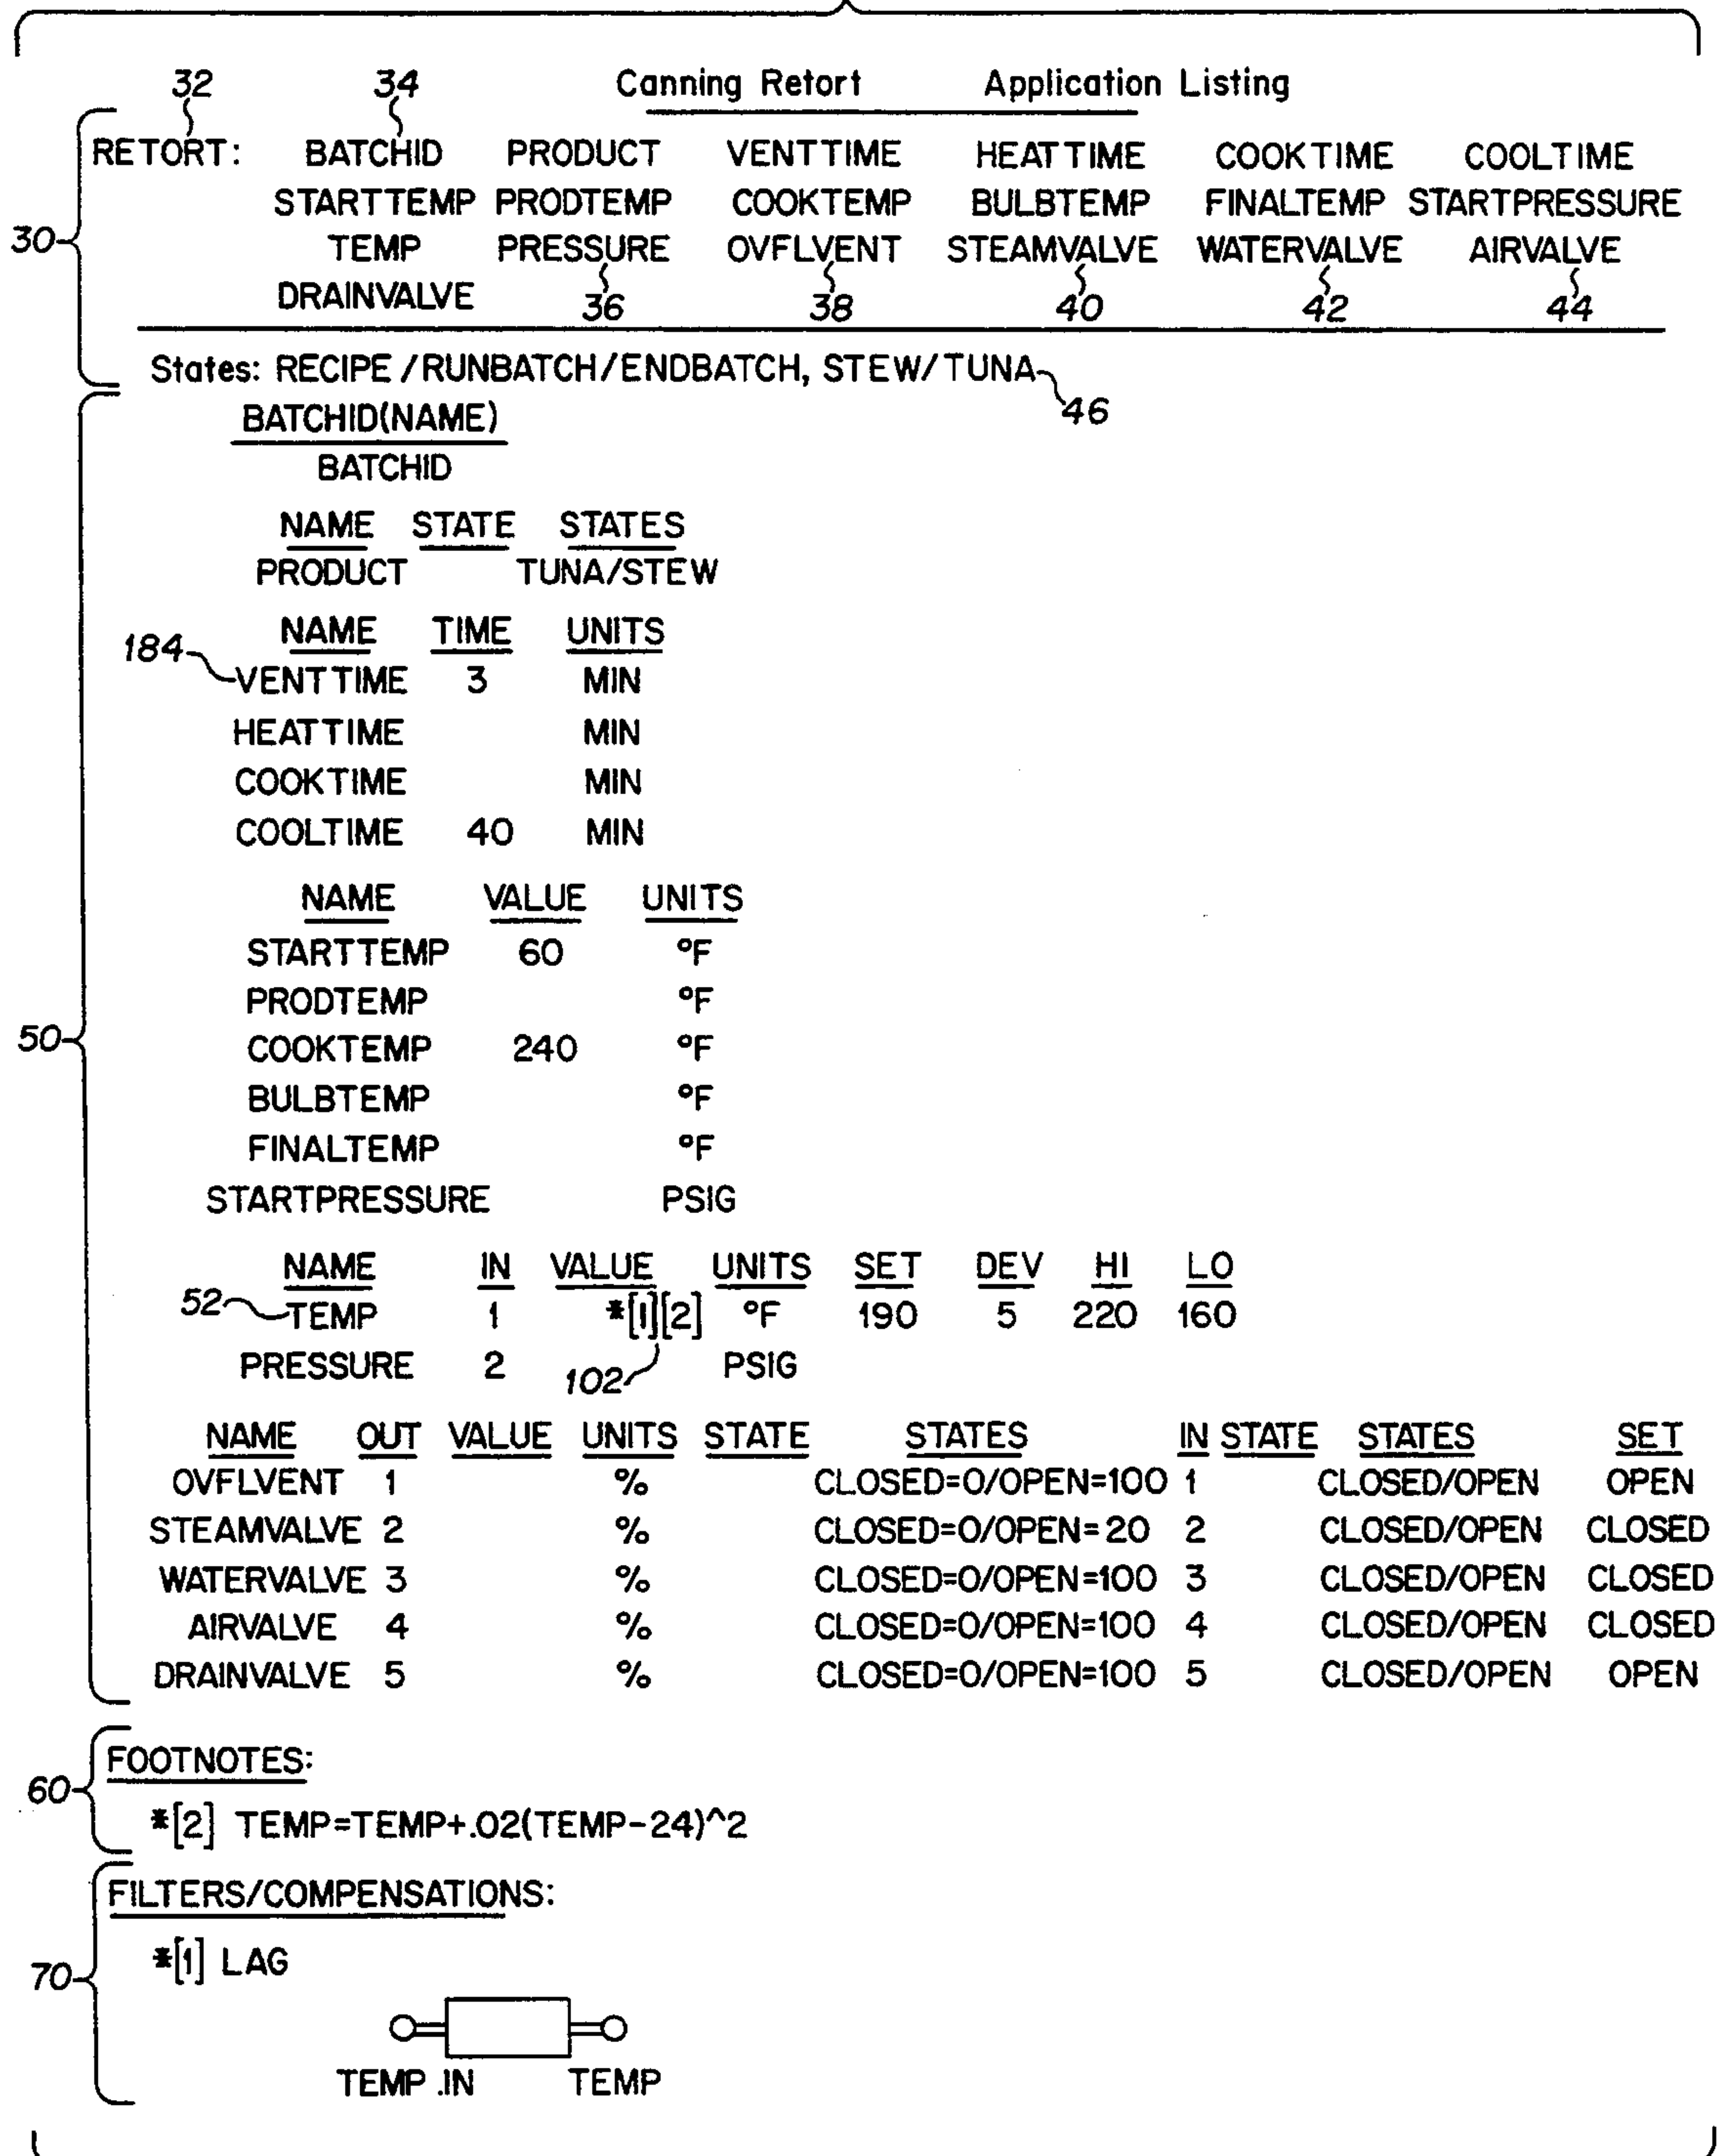 32 34 Canning Retort Application Listing
RETORT: BATCHID PRODUCT VENTTIME HEATTIME COOKTIME COOLTIME
STARTTEMP PRODTEMP COOKTEMP BULBTEMP FINALTEMP STARTPRESSURE
30 TEMP PRESSURE OVFLVENT STEAMVALVE WATERVALVE AIRVALVE
DRAINVALVE 36 38 40 42 44
States: RECIPE/RUNBATCH/ENDBATCH, STEW/TUNA 46
BATCHID(NAME)
BATCHID
NAME STATE STATES
PRODUCT TUNA/STEW
NAME TIME UNITS
184 VENTTIME 3 MIN
HEATTIME MIN
COOKTIME MIN
COOLTIME 40 MIN
NAME VALUE UNITS
STARTTEMP 60 °F
PRODTEMP °F
50 COOKTEMP 240 °F
BULBTEMP °F
FINALTEMP °F
STARTPRESSURE PSIG
NAME IN VALUE UNITS SET DEV HI LO
52 TEMP 1 *[1][2] °F 190 5 220 160
PRESSURE 2 102 PSIG
NAME OUT VALUE UNITS STATE STATES IN STATE STATES SET
OVFLVENT 1 % CLOSED=0/OPEN=100 1 CLOSED/OPEN OPEN
STEAMVALVE 2 % CLOSED=0/OPEN=20 2 CLOSED/OPEN CLOSED
WATERVALVE 3 % CLOSED=0/OPEN=100 3 CLOSED/OPEN CLOSED
AIRVALVE 4 % CLOSED=0/OPEN=100 4 CLOSED/OPEN CLOSED
DRAINVALVE 5 % CLOSED=0/OPEN=100 5 CLOSED/OPEN OPEN
FOOTNOTES:
60 *[2] TEMP=TEMP+.02(TEMP-24)^2
FILTERS/COMPENSATIONS:
70 *[1] LAG
TEMP .IN TEMP